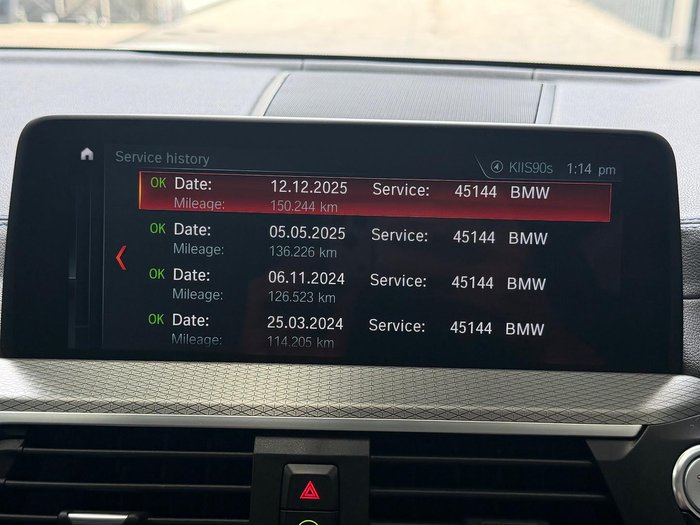 Service history KIIS90s 1:14 pm
OK Date: 12.12.2025 Service: 45144 BMW
Mileage: 150.244 km
OK Date: 05.05.2025 Service: 45144 BMW
Mileage: 136.226 km
OK Date: 06.11.2024 Service: 45144 BMW
Mileage: 126.523 km
OK Date: 25.03.2024 Service: 45144 BMW
Mileage: 114.205 km